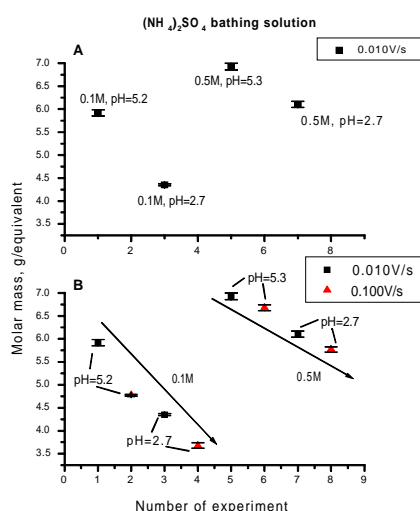 (NH₄)₂SO₄ bathing solution
A
0.010V/s
7.0
6.5
6.0
5.5
5.0
4.5
4.0
3.5
0.1M, pH=5.2
0.5M, pH=5.3
0.5M, pH=2.7
0.1M, pH=2.7
0 1 2 3 4 5 6 7 8 9
Molar mass, g/equivalent
B
0.010V/s
0.100V/s
7.0
6.5
6.0
5.5
5.0
4.5
4.0
3.5
pH=5.3
pH=2.7
0.1M
0.5M
pH=5.2
pH=2.7
0 1 2 3 4 5 6 7 8 9
Number of experiment